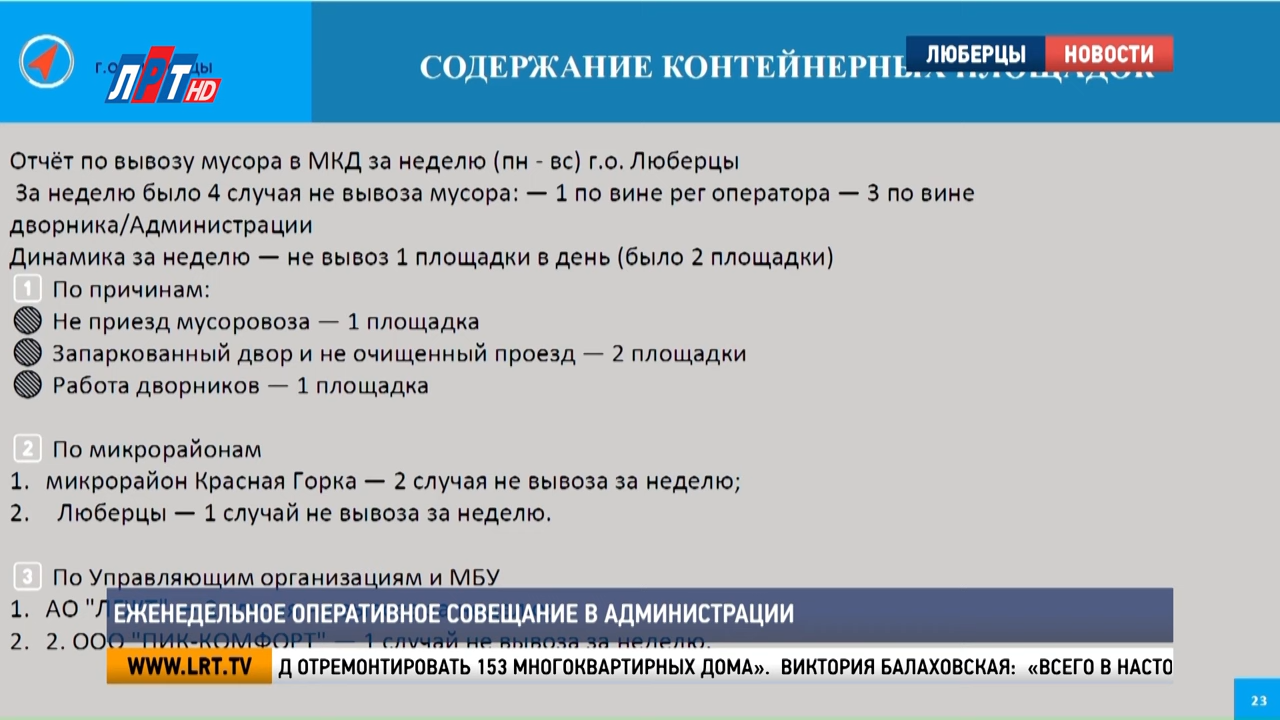 ЛРТ HD
ЛЮБЕРЦЫ НОВОСТИ
СОДЕРЖАНИЕ КОНТЕЙНЕРНЫХ ПЛОЩАДОК
Отчёт по вывозу мусора в МКД за неделю (пн - вс) г.о. Люберцы
За неделю было 4 случая не вывоза мусора: — 1 по вине рег оператора — 3 по вине
дворника/Администрации
Динамика за неделю — не вывоз 1 площадки в день (было 2 площадки)
1 По причинам:
Не приезд мусоровоза — 1 площадка
Запаркованный двор и не очищенный проезд — 2 площадки
Работа дворников — 1 площадка
2 По микрорайонам
1. микрорайон Красная Горка — 2 случая не вывоза за неделю;
2. Люберцы — 1 случай не вывоза за неделю.
3 По Управляющим организациям и МБУ
1. АО
ЕЖЕНЕДЕЛЬНОЕ ОПЕРАТИВНОЕ СОВЕЩАНИЕ В АДМИНИСТРАЦИИ
2. 2. ООО "ПИК-КОМФОРТ" — 1 случай не вывоза за неделю.
WWW.LRT.TV Д ОТРЕМОНТИРОВАТЬ 153 МНОГОКВАРТИРНЫХ ДОМА». ВИКТОРИЯ БАЛАХОВСКАЯ: «ВСЕГО В НАСТО
23